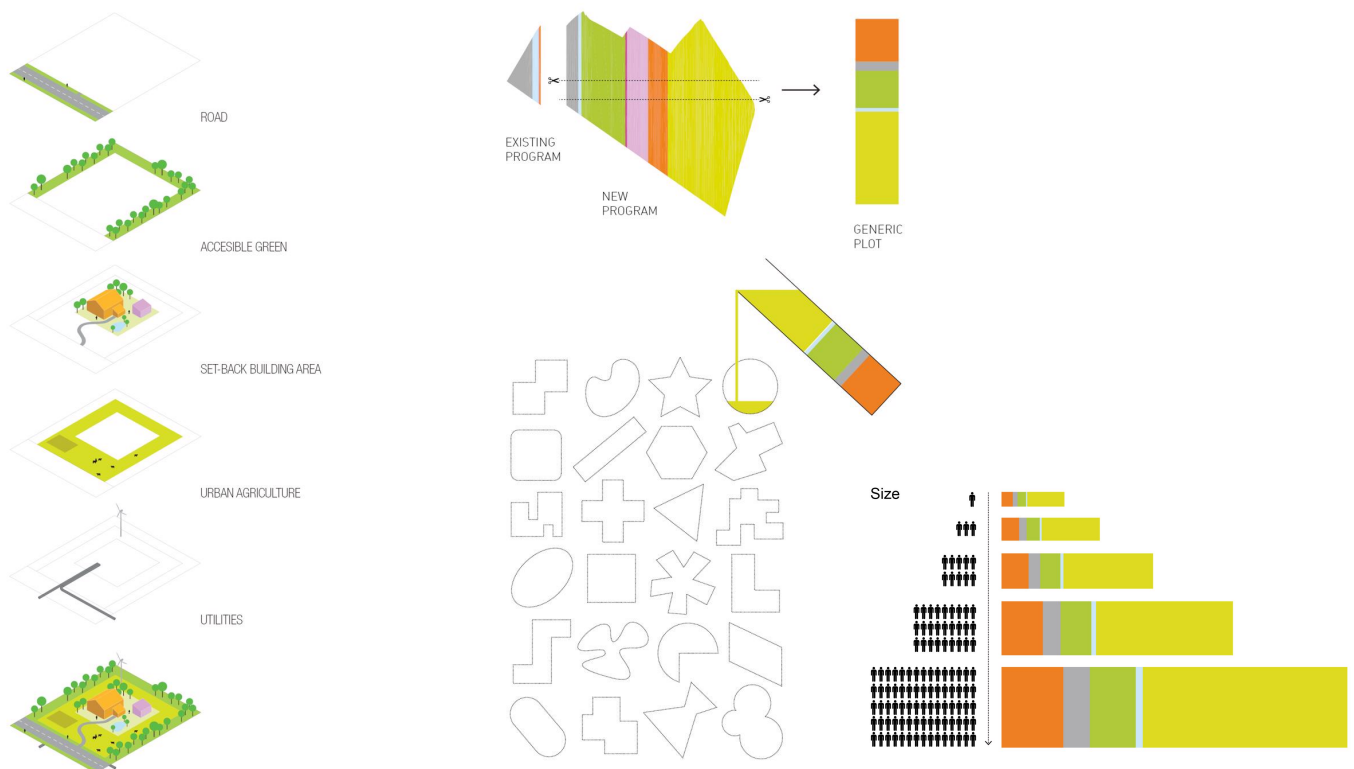 ROAD
ACCESIBLE GREEN
SET-BACK BUILDING AREA
URBAN AGRICULTURE
UTILITIES
EXISTING
PROGRAM
NEW
PROGRAM
GENERIC
PLOT
Size